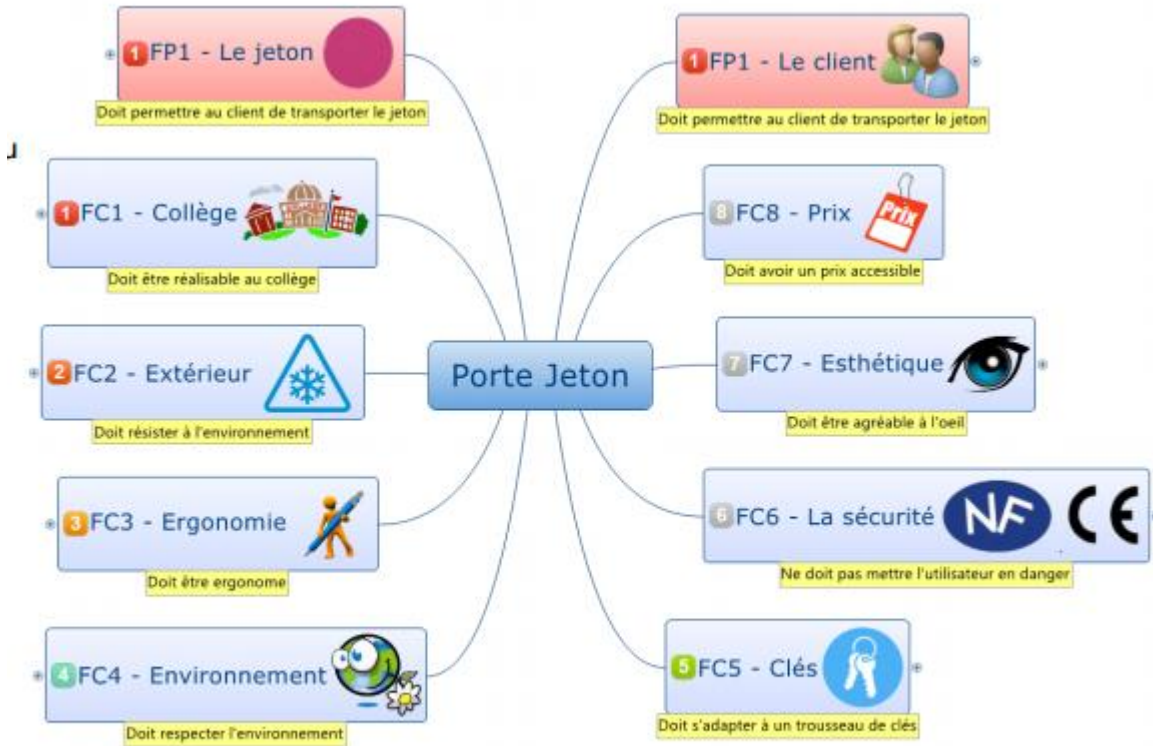 1 FP1 - Le jeton
Doit permettre au client de transporter le jeton
1 FC1 - Collège
Doit être réalisable au collège
2 FC2 - Extérieur
Doit résister à l'environnement
3 FC3 - Ergonomie
Doit être ergonome
4 FC4 - Environnement
Doit respecter l'environnement
Porte Jeton
1 FP1 - Le client
Doit permettre au client de transporter le jeton
8 FC8 - Prix
Prix
Doit avoir un prix accessible
7 FC7 - Esthétique
Doit être agréable à l'oeil
6 FC6 - La sécurité NF CE
Ne doit pas mettre l'utilisateur en danger
5 FC5 - Clés
Doit s'adapter à un trousseau de clés